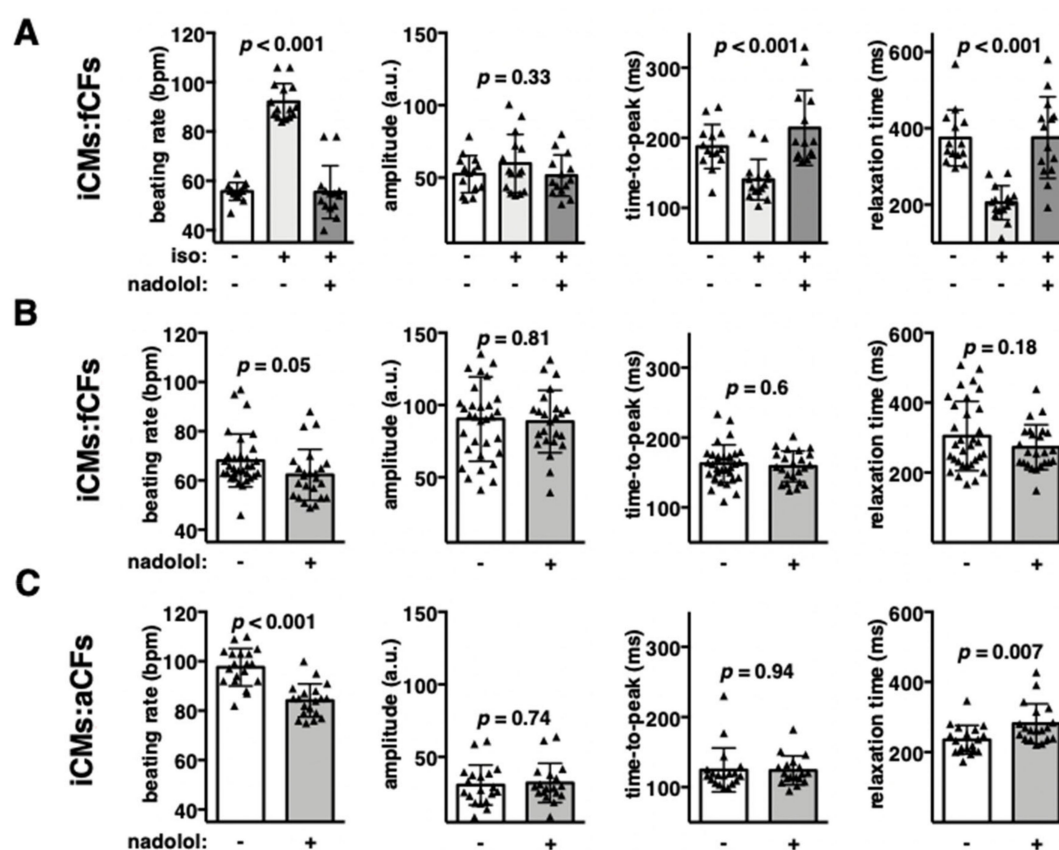 A
iCMs:fCFs
beating rate (bpm)
120
100
80
60
40
p < 0.001
amplitude (a.u.)
150
100
50
p = 0.33
time-to-peak (ms)
300
200
100
p < 0.001
relaxation time (ms)
600
400
200
p < 0.001
iso: - + + - + + - + + - + +
nadolol: - - + - - + - - + - - +
B
iCMs:fCFs
beating rate (bpm)
120
100
80
60
40
p = 0.05
amplitude (a.u.)
150
100
50
p = 0.81
time-to-peak (ms)
300
200
100
p = 0.6
relaxation time (ms)
600
400
200
p = 0.18
nadolol: - + - + - + - +
C
iCMs:aCFs
beating rate (bpm)
120
100
80
60
40
p < 0.001
amplitude (a.u.)
150
100
50
p = 0.74
time-to-peak (ms)
300
200
100
p = 0.94
relaxation time (ms)
600
400
200
p = 0.007
nadolol: - + - + - + - +